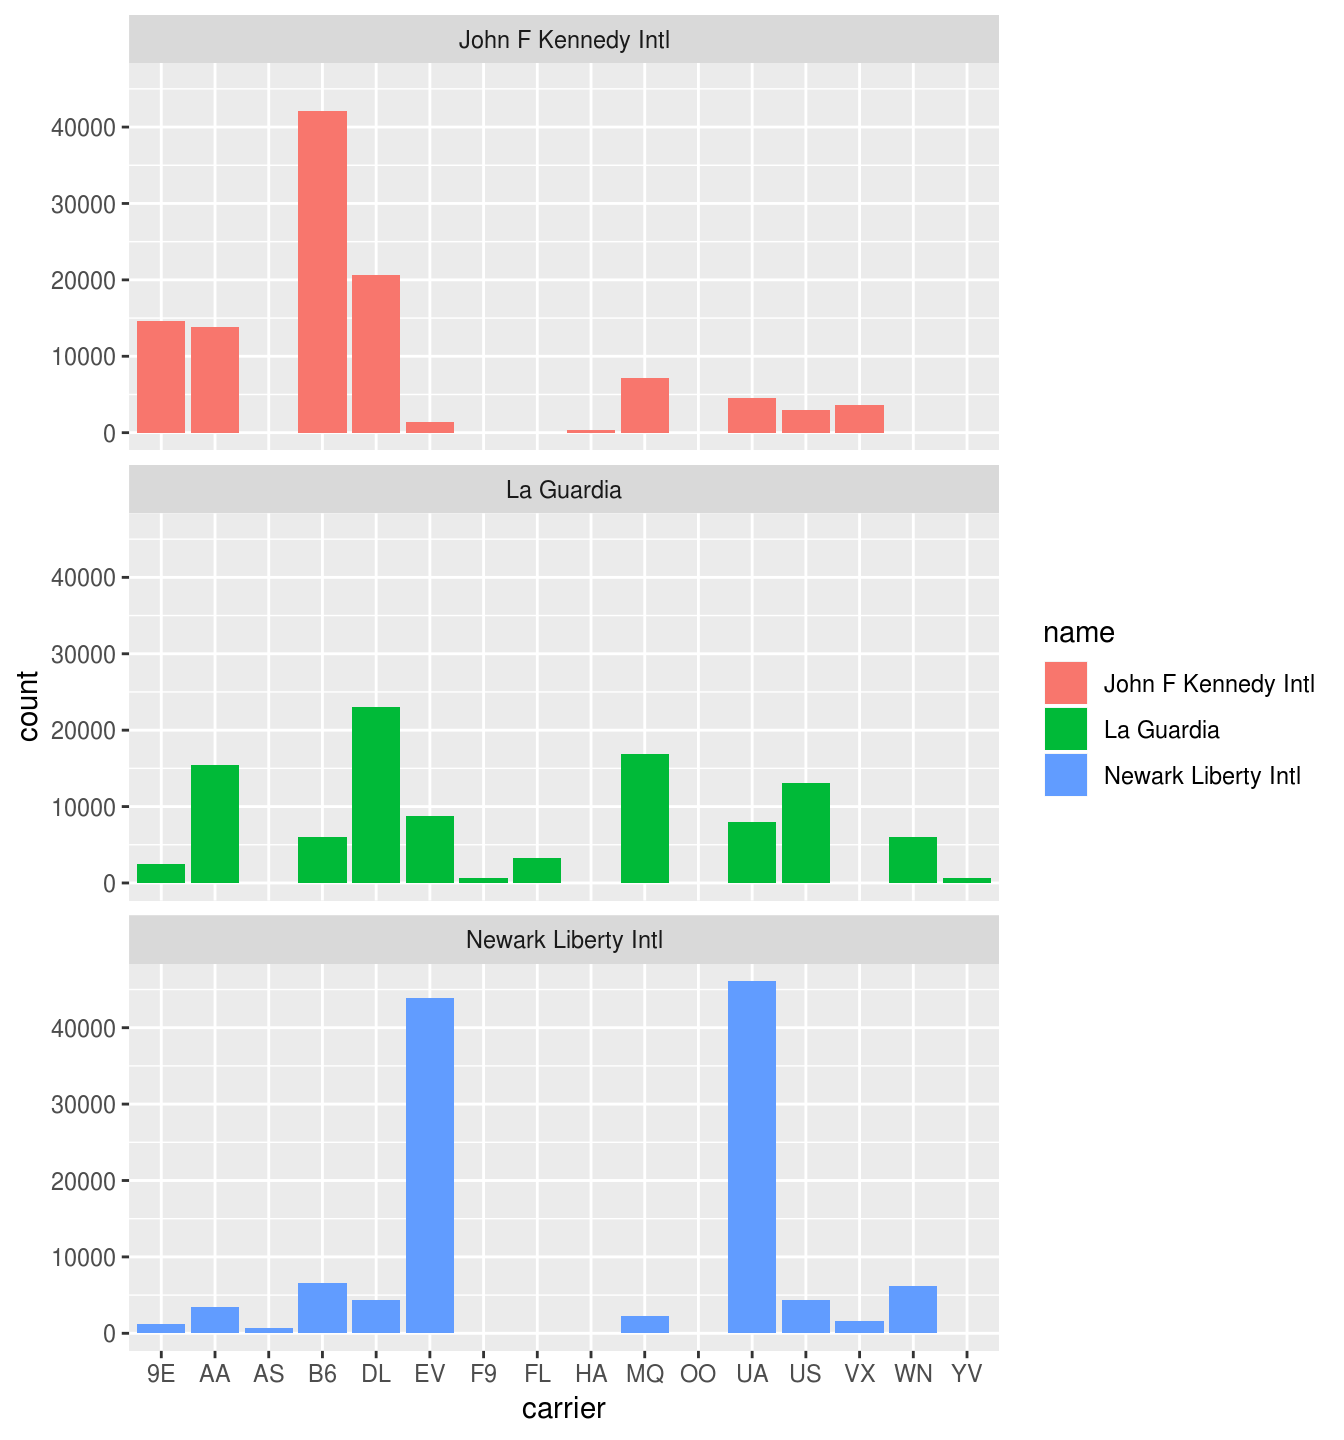 John F Kennedy Intl
40000
30000
20000
10000
0
La Guardia
40000
30000
20000
10000
0
Newark Liberty Intl
40000
30000
20000
10000
0
9E AA AS B6 DL EV F9 FL HA MQ OO UA US VX WN YV
carrier
count
name
John F Kennedy Intl
La Guardia
Newark Liberty Intl